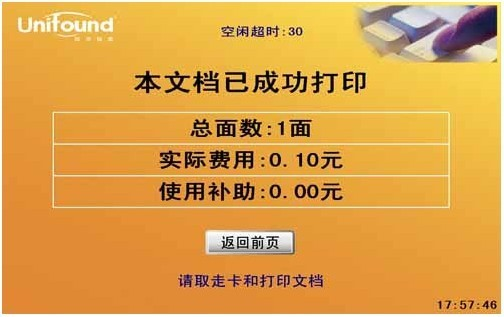 Unifound
空闲超时:30
本文档已成功打印
总面数:1面
实际费用:0.10元
使用补助:0.00元
返回前页
请取走卡和打印文档
17:57:46